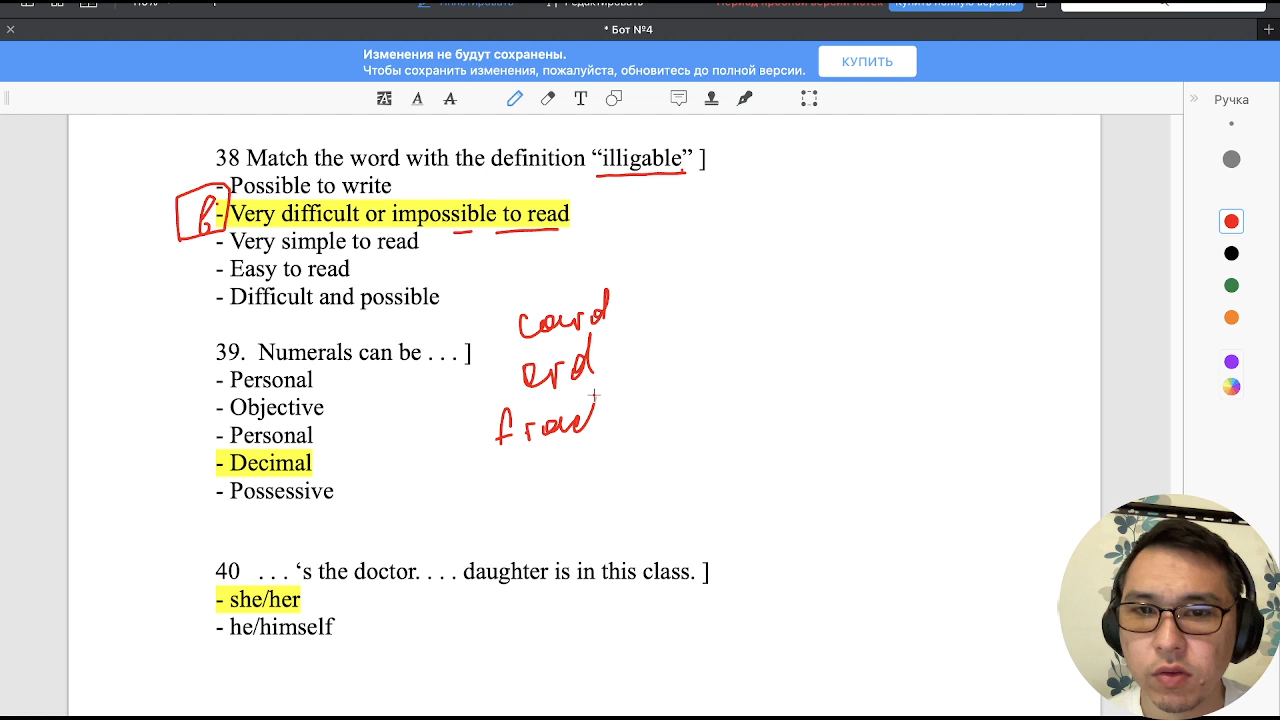 Аннотировать
Редактировать
* Бот №4
Изменения не будут сохранены.
Чтобы сохранить изменения, пожалуйста, обновитесь до полной версии.
КУПИТЬ
Ручка
38 Match the word with the definition “illigable” ]
- Possible to write
- Very difficult or impossible to read
- Very simple to read
- Easy to read
- Difficult and possible
39. Numerals can be . . . ]
- Personal
- Objective
- Personal
- Decimal
- Possessive
ord
40 . . . ‘s the doctor. . . . daughter is in this class. ]
- she/her
- he/himself